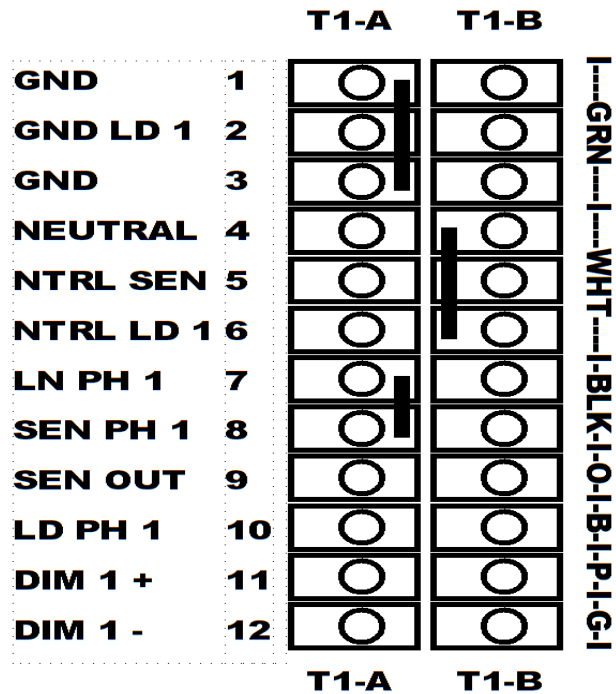 T1-A T1-B
GND 1
GND LD 1 2
GND 3
NEUTRAL 4
NTRL SEN 5
NTRL LD 1 6
LN PH 1 7
SEN PH 1 8
SEN OUT 9
LD PH 1 10
DIM 1 + 11
DIM 1 - 12
T1-A T1-B
I----GRN----I----WHT----I-BLK-I-O-I-B-I-P-I-G-I